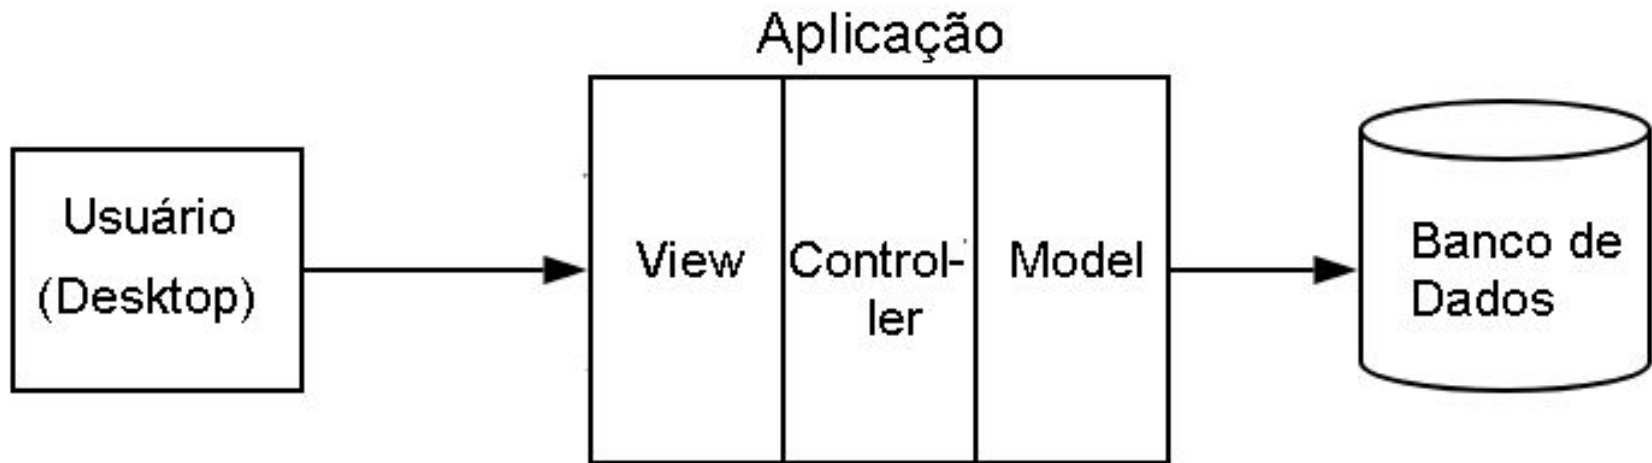 Aplicação
Usuário
(Desktop)
View
Control-
ler
Model
Banco de
Dados